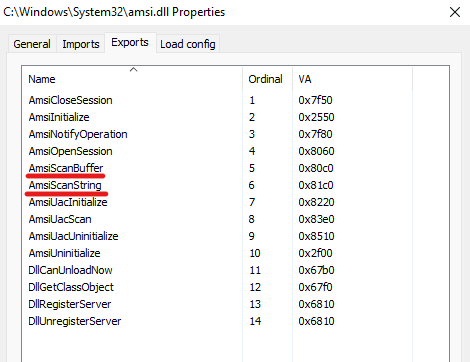 C:\Windows\System32\amsi.dll Properties
General Imports Exports Load config
Name Ordinal VA
AmsiCloseSession 1 0x7f50
AmsiInitialize 2 0x2550
AmsiNotifyOperation 3 0x7f80
AmsiOpenSession 4 0x8060
AmsiScanBuffer 5 0x80c0
AmsiScanString 6 0x81c0
AmsiUacInitialize 7 0x8220
AmsiUacScan 8 0x83e0
AmsiUacUninitialize 9 0x8510
AmsiUninitialize 10 0x2f00
DllCanUnloadNow 11 0x67b0
DllGetClassObject 12 0x67f0
DllRegisterServer 13 0x6810
DllUnregisterServer 14 0x6810